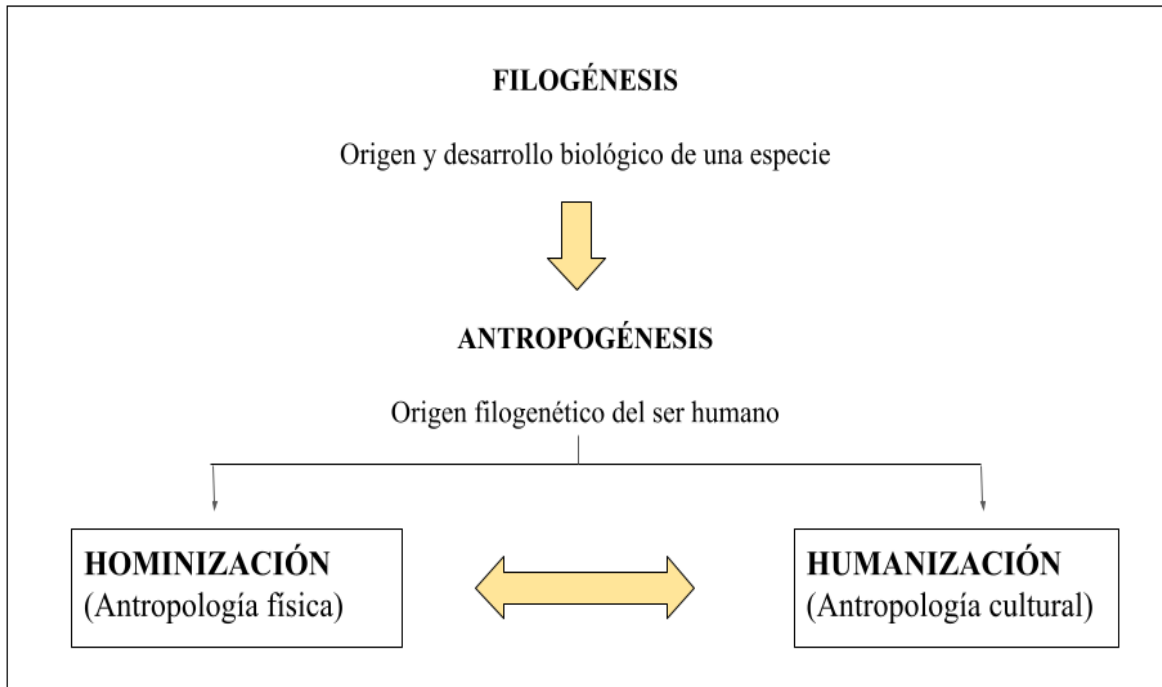 FILOGÉNESIS
Origen y desarrollo biológico de una especie
ANTROPOGÉNESIS
Origen filogenético del ser humano
HOMINIZACIÓN
(Antropología física)
HUMANIZACIÓN
(Antropología cultural)